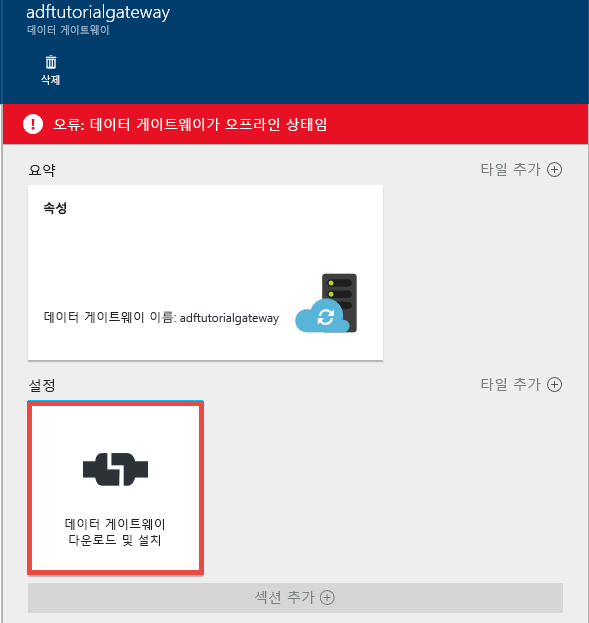 adftutorialgateway
데이터 게이트웨이
삭제
오류: 데이터 게이트웨이가 오프라인 상태임
요약
타일 추가
속성
데이터 게이트웨이 이름: adftutorialgateway
설정
타일 추가
데이터 게이트웨이
다운로드 및 설치
섹션 추가